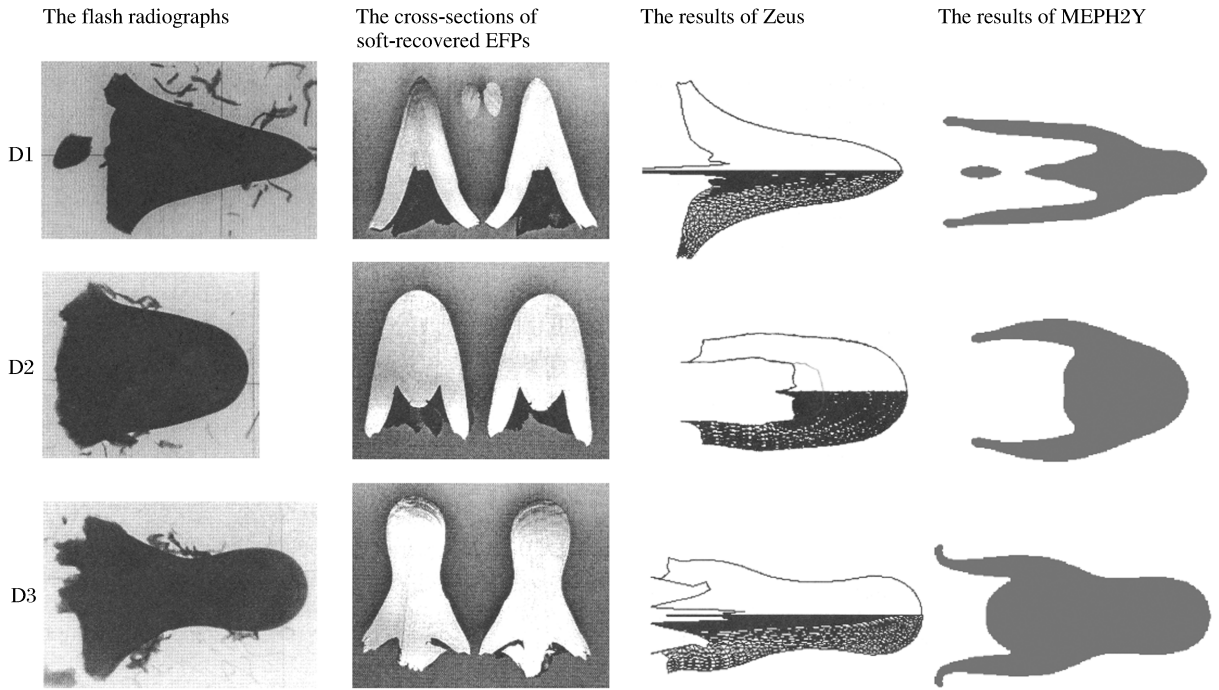 The flash radiographs
The cross-sections of
soft-recovered EFPs
The results of Zeus
The results of MEPH2Y
D1
D2
D3